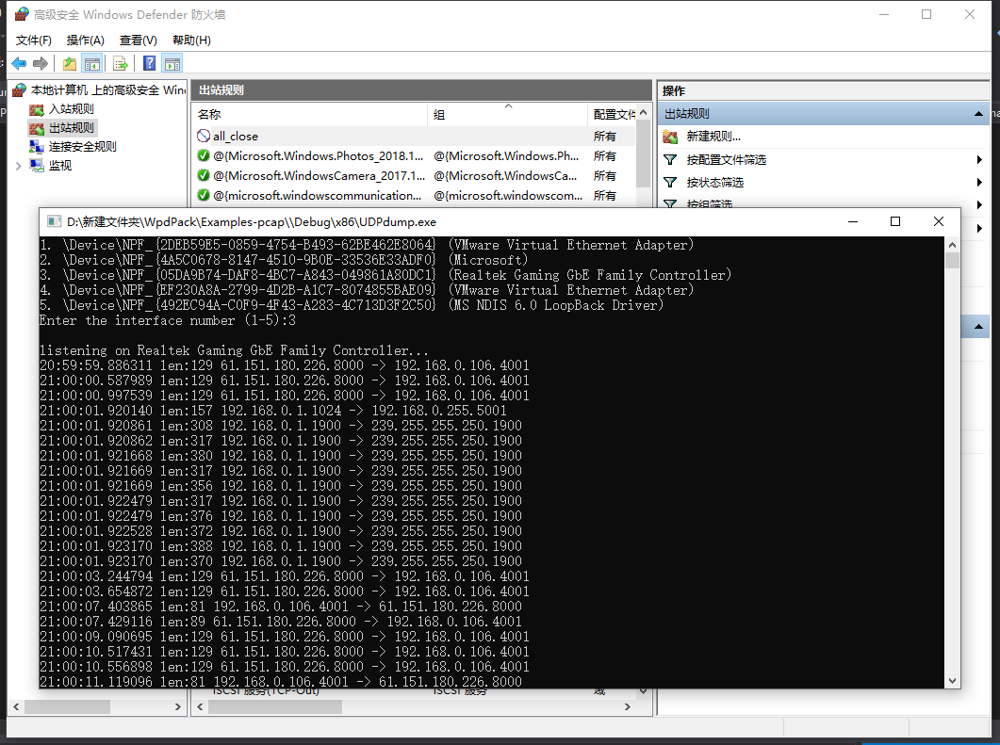 高级安全 Windows Defender 防火墙
文件(F) 操作(A) 查看(V) 帮助(H)
本地计算机 上的高级安全 Win
入站规则
出站规则
连接安全规则
监视
出站规则
名称 组 配置文件
all_close 所有
@{Microsoft.Windows.Photos_2018.1... @{Microsoft.Windows.Ph... 所有
@{Microsoft.WindowsCamera_2017.1... @{Microsoft.WindowsCa... 所有
@{microsoft.windowscommunication... @{microsoft.windowscom... 所有
操作
出站规则
新建规则...
按配置文件筛选
按状态筛选
按组筛选
D:\新建文件夹\WpdPack\Examples-pcap\\Debug\x86\UDPdump.exe
1. \Device\NPF_{2DEB59E5-0859-4754-B493-62BE462E8064} (VMware Virtual Ethernet Adapter)
2. \Device\NPF_{4A5C0678-8147-4510-9B0E-33536E33ADF0} (Microsoft)
3. \Device\NPF_{05DA9B74-DAF8-4BC7-A843-049861A80DC1} (Realtek Gaming GbE Family Controller)
4. \Device\NPF_{EF230A8A-2799-4D2B-A1C7-8074855BAE09} (VMware Virtual Ethernet Adapter)
5. \Device\NPF_{492EC94A-C0F9-4F43-A283-4C713D3F2C50} (MS NDIS 6.0 LoopBack Driver)
Enter the interface number (1-5):3
listening on Realtek Gaming GbE Family Controller...
20:59:59.886311 len:129 61.151.180.226.8000 -> 192.168.0.106.4001
21:00:00.587989 len:129 61.151.180.226.8000 -> 192.168.0.106.4001
21:00:00.997539 len:129 61.151.180.226.8000 -> 192.168.0.106.4001
21:00:01.920140 len:157 192.168.0.1.1024 -> 192.168.0.255.5001
21:00:01.920861 len:308 192.168.0.1.1900 -> 239.255.255.250.1900
21:00:01.920862 len:317 192.168.0.1.1900 -> 239.255.255.250.1900
21:00:01.921668 len:380 192.168.0.1.1900 -> 239.255.255.250.1900
21:00:01.921669 len:317 192.168.0.1.1900 -> 239.255.255.250.1900
21:00:01.921669 len:356 192.168.0.1.1900 -> 239.255.255.250.1900
21:00:01.922479 len:317 192.168.0.1.1900 -> 239.255.255.250.1900
21:00:01.922479 len:376 192.168.0.1.1900 -> 239.255.255.250.1900
21:00:01.922528 len:372 192.168.0.1.1900 -> 239.255.255.250.1900
21:00:01.923170 len:388 192.168.0.1.1900 -> 239.255.255.250.1900
21:00:01.923170 len:370 192.168.0.1.1900 -> 239.255.255.250.1900
21:00:03.244794 len:129 61.151.180.226.8000 -> 192.168.0.106.4001
21:00:03.654872 len:129 61.151.180.226.8000 -> 192.168.0.106.4001
21:00:07.403865 len:81 192.168.0.106.4001 -> 61.151.180.226.8000
21:00:07.429116 len:89 61.151.180.226.8000 -> 192.168.0.106.4001
21:00:09.090695 len:129 61.151.180.226.8000 -> 192.168.0.106.4001
21:00:10.517431 len:129 61.151.180.226.8000 -> 192.168.0.106.4001
21:00:10.556898 len:129 61.151.180.226.8000 -> 192.168.0.106.4001
21:00:11.119096 len:81 192.168.0.106.4001 -> 61.151.180.226.8000
iSCSI 服务(TCP-Out) iSCSI 服务 域